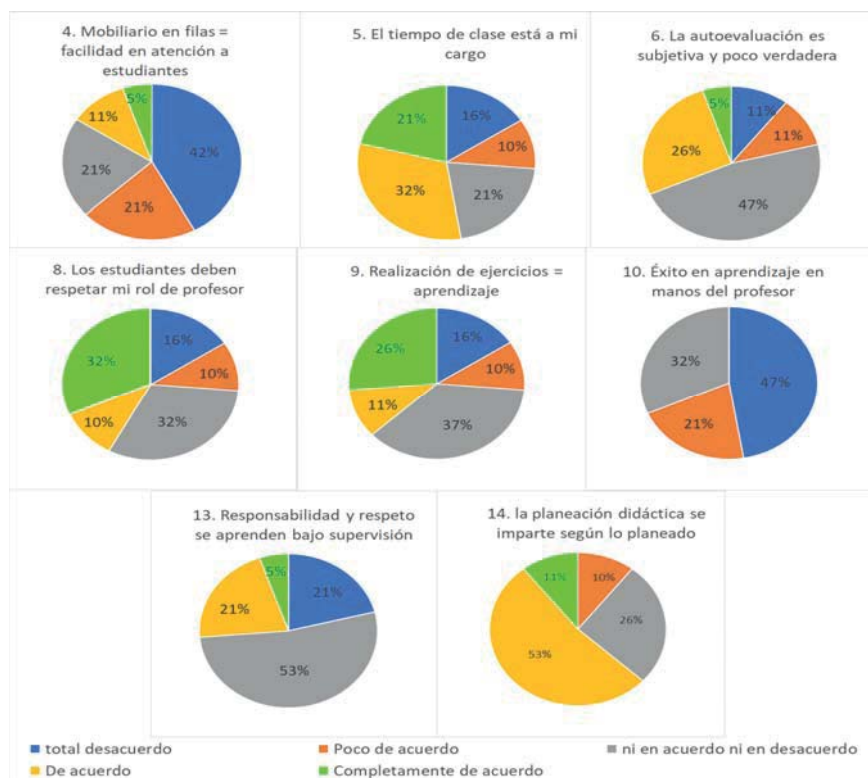 4. Mobiliario en filas =
facilidad en atención a
estudiantes
5%
11%
42%
21%
21%
5. El tiempo de clase está a mi
cargo
21%
16%
10%
32%
21%
6. La autoevaluación es
subjetiva y poco verdadera
5%
11%
11%
26%
47%
8. Los estudiantes deben
respetar mi rol de profesor
32%
16%
10%
10%
32%
9. Realización de ejercicios =
aprendizaje
26%
16%
10%
11%
37%
10. Éxito en aprendizaje en
manos del profesor
32%
47%
21%
13. Responsabilidad y respeto
se aprenden bajo supervisión
5%
21%
21%
53%
14. la planeación didáctica se
imparte según lo planeado
11%
10%
26%
53%
total desacuerdo
Poco de acuerdo
ni en acuerdo ni en desacuerdo
De acuerdo
Completamente de acuerdo